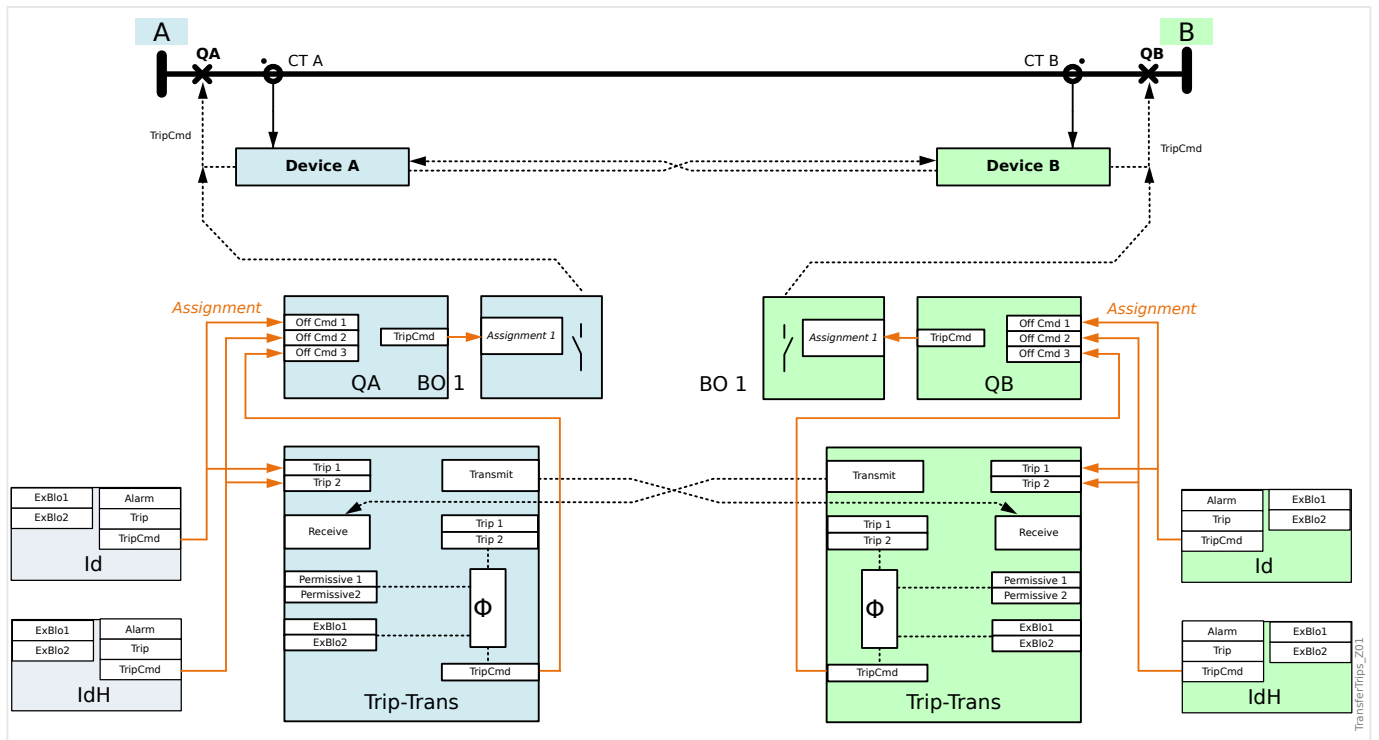 A
B
QA
CT A
CT B
QB
TripCmd
TripCmd
Device A
Device B
Assignment
Assignment
Off Cmd 1
Off Cmd 2
Off Cmd 3
TripCmd
QA
BO 1
Assignment 1
BO 1
Assignment 1
TripCmd
Off Cmd 1
Off Cmd 2
Off Cmd 3
QB
ExBlo1
ExBlo2
Alarm
Trip
TripCmd
Id
ExBlo1
ExBlo2
Alarm
Trip
TripCmd
IdH
Trip 1
Trip 2
Transmit
Receive
Trip 1
Trip 2
Permissive 1
Permissive2
Φ
ExBlo1
ExBlo2
TripCmd
Trip-Trans
Transmit
Trip 1
Trip 2
Trip 1
Trip 2
Receive
Φ
Permissive 1
Permissive 2
ExBlo1
ExBlo2
TripCmd
Trip-Trans
Alarm
Trip
TripCmd
ExBlo1
ExBlo2
Id
Alarm
Trip
TripCmd
ExBlo1
ExBlo2
IdH
TransferTrips_Z01